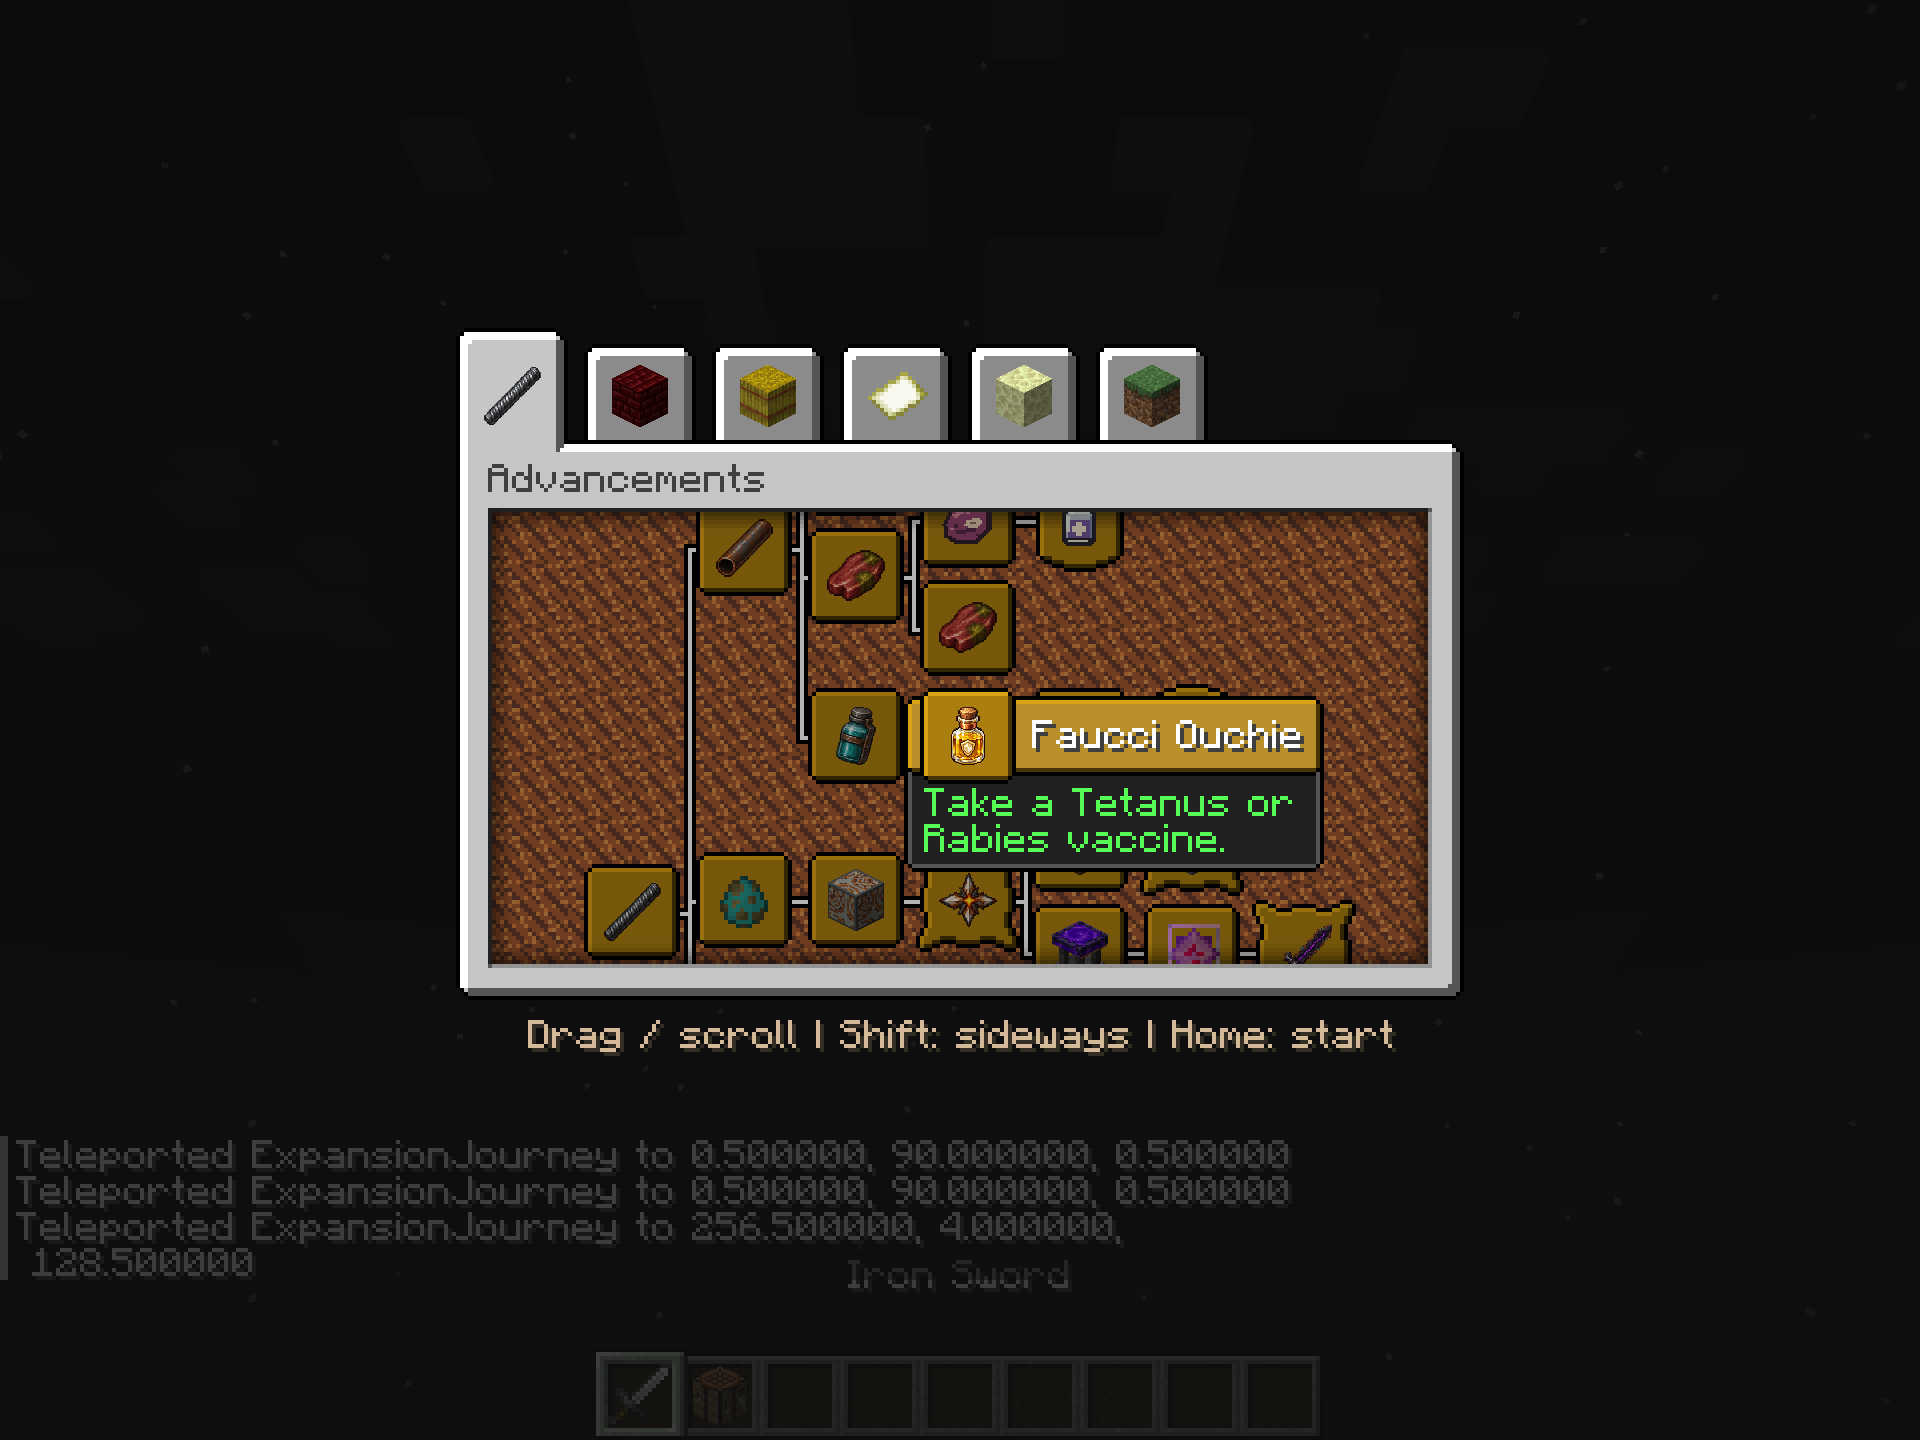 Advancements
Faucci Ouchie
Take a Tetanus or
Rabies vaccine.
Drag / scroll | Shift: sideways | Home: start
Teleported ExpansionJourney to 0.500000, 90.000000, 0.500000
Teleported ExpansionJourney to 0.500000, 90.000000, 0.500000
Teleported ExpansionJourney to 256.500000, 4.000000,
128.500000
Iron Sword